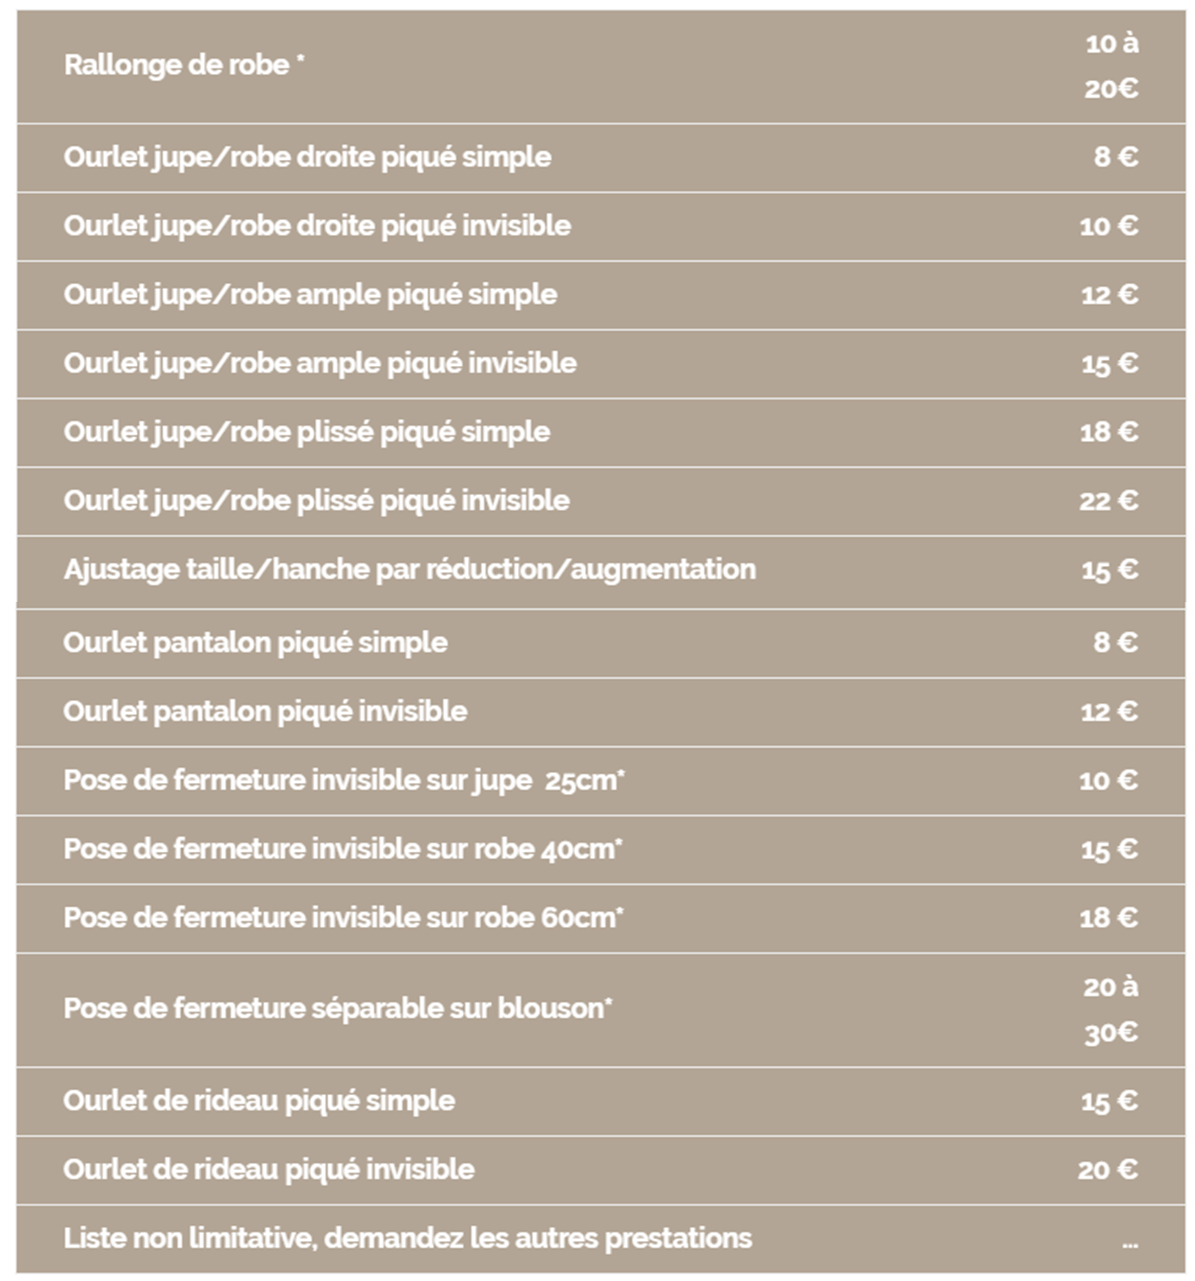 Rallonge de robe * 10 à
20€
Ourlet jupe/robe droite piqué simple 8 €
Ourlet jupe/robe droite piqué invisible 10 €
Ourlet jupe/robe ample piqué simple 12 €
Ourlet jupe/robe ample piqué invisible 15 €
Ourlet jupe/robe plissé piqué simple 18 €
Ourlet jupe/robe plissé piqué invisible 22 €
Ajustage taille/hanche par réduction/augmentation 15 €
Ourlet pantalon piqué simple 8 €
Ourlet pantalon piqué invisible 12 €
Pose de fermeture invisible sur jupe  25cm* 10 €
Pose de fermeture invisible sur robe 40cm* 15 €
Pose de fermeture invisible sur robe 60cm* 18 €
Pose de fermeture séparable sur blouson* 20 à
30€
Ourlet de rideau piqué simple 15 €
Ourlet de rideau piqué invisible 20 €
Liste non limitative, demandez les autres prestations ...